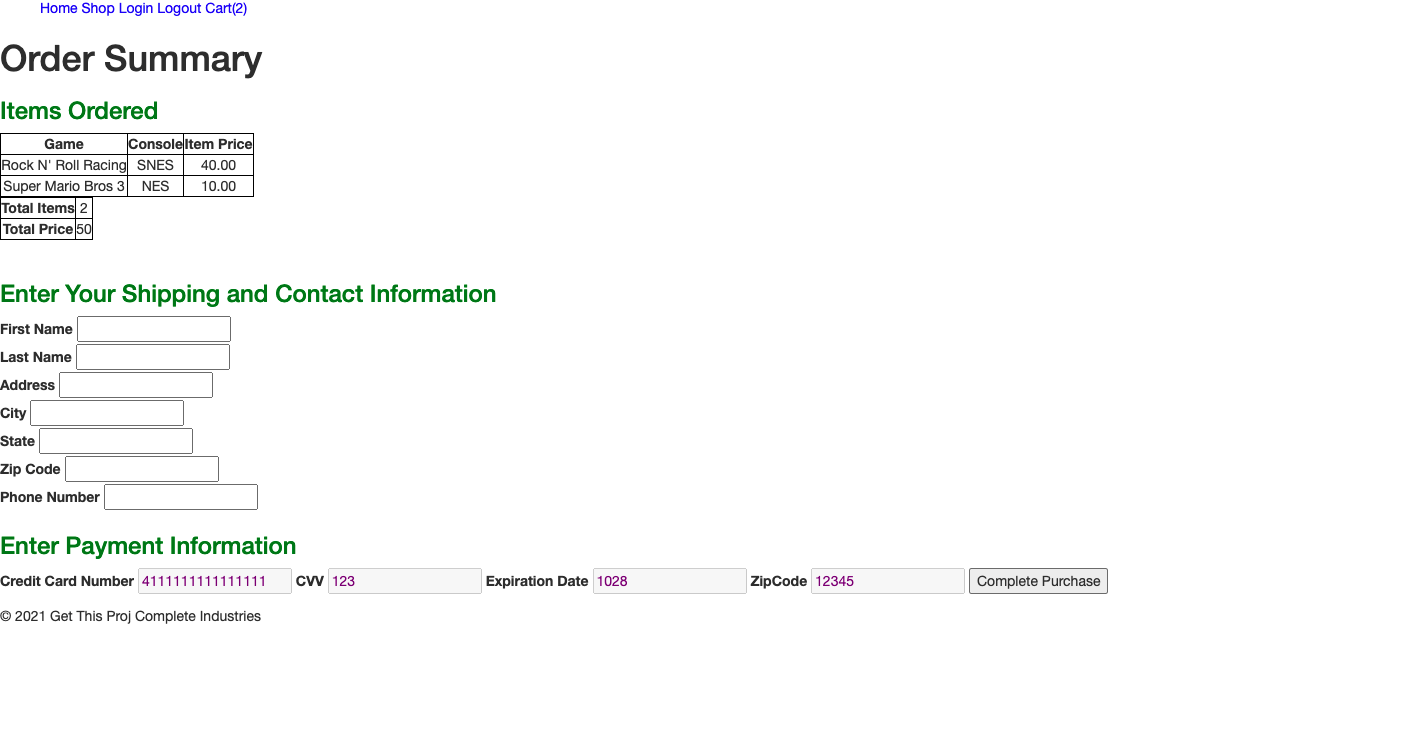 Home Shop Login Logout Cart(2)
Order Summary
Items Ordered
Game Console Item Price
Rock N' Roll Racing SNES 40.00
Super Mario Bros 3 NES 10.00
Total Items 2
Total Price 50
Enter Your Shipping and Contact Information
First Name
Last Name
Address
City
State
Zip Code
Phone Number
Enter Payment Information
Credit Card Number 4111111111111111 CVV 123 Expiration Date 1028 ZipCode 12345 Complete Purchase
© 2021 Get This Proj Complete Industries